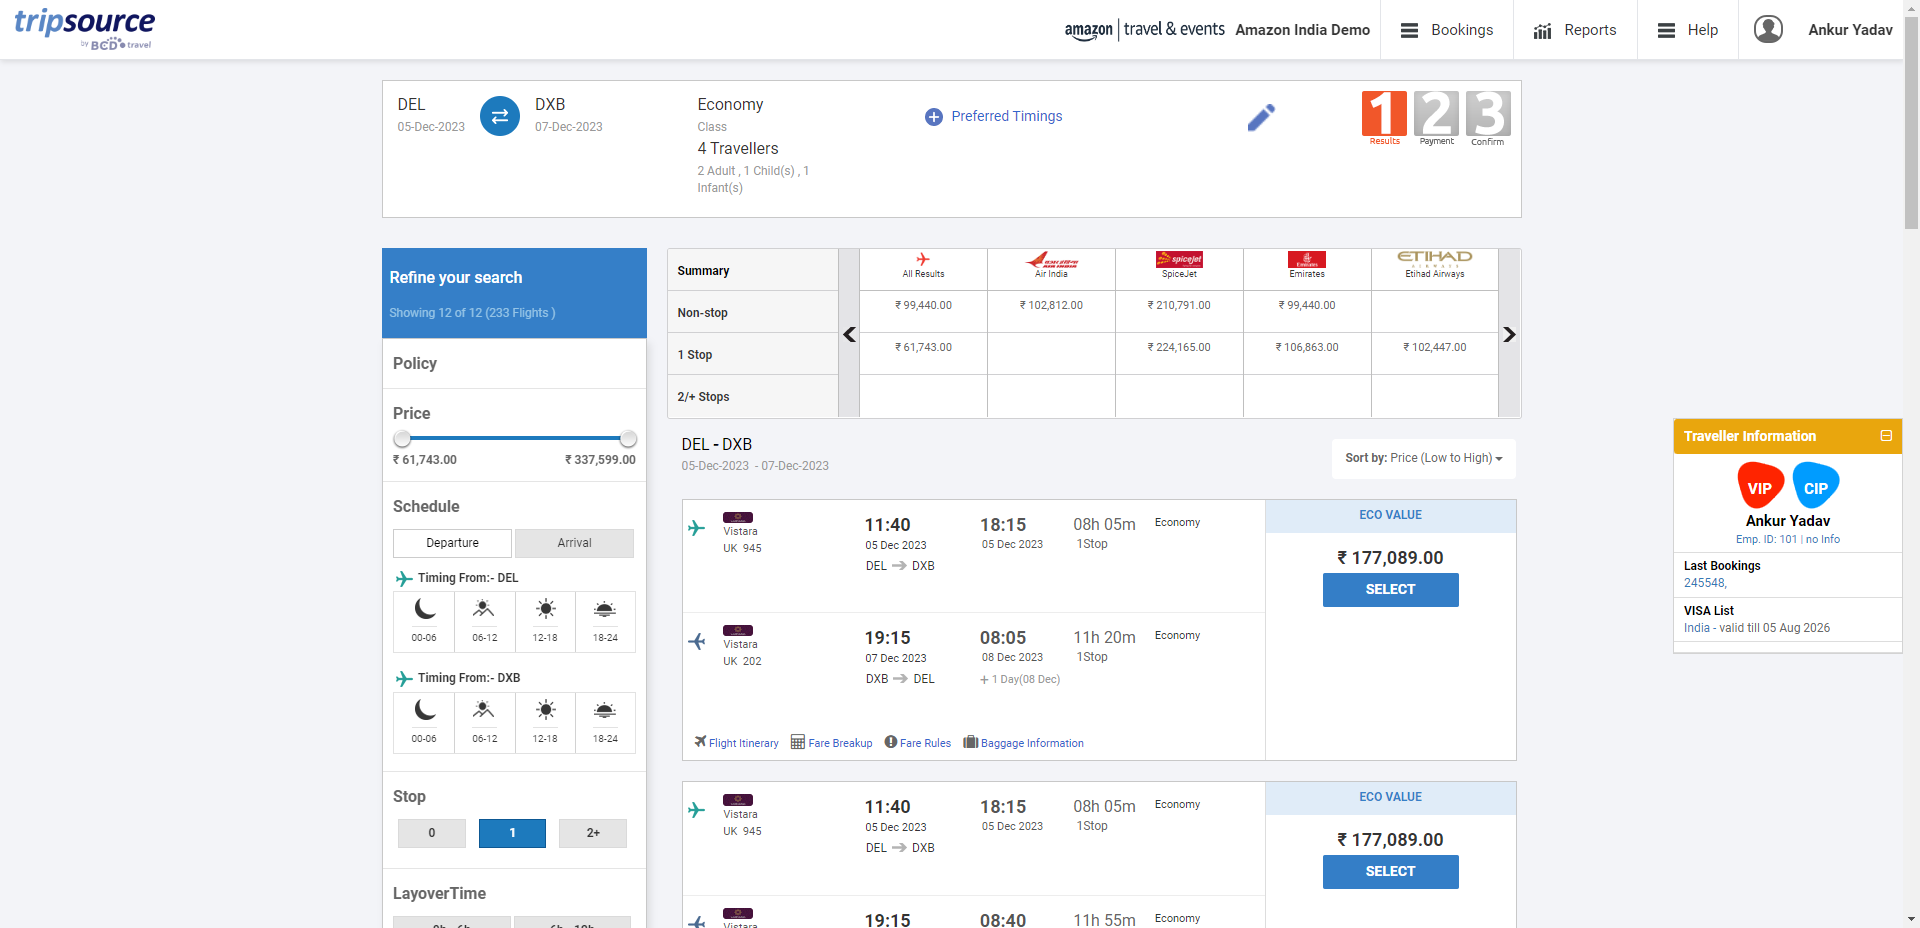 tripsource
by BCD travel
amazon travel & events Amazon India Demo
Bookings
Reports
Help
Ankur Yadav
DEL
05-Dec-2023
DXB
07-Dec-2023
Economy
Class
4 Travellers
2 Adult , 1 Child(s) , 1
Infant(s)
Preferred Timings
1 2 3
Results Payment Confirm
Refine your search
Showing 12 of 12 (233 Flights )
Policy
Price
₹ 61,743.00 ₹ 337,599.00
Schedule
Departure Arrival
Timing From:- DEL
00-06 06-12 12-18 18-24
Timing From:- DXB
00-06 06-12 12-18 18-24
Stop
0 1 2+
LayoverTime
Summary All Results Air India spicejet SpiceJet Emirates ETIHAD AIRWAYS Etihad Airways
Non-stop ₹ 99,440.00 ₹ 102,812.00 ₹ 210,791.00 ₹ 99,440.00
1 Stop ₹ 61,743.00 ₹ 224,165.00 ₹ 106,863.00 ₹ 102,447.00
2/+ Stops
DEL - DXB
05-Dec-2023 - 07-Dec-2023
Sort by: Price (Low to High)
Vistara
UK 945
11:40
05 Dec 2023
DEL DXB
18:15
05 Dec 2023
08h 05m
1Stop
Economy
ECO VALUE
₹ 177,089.00
SELECT
Vistara
UK 202
19:15
07 Dec 2023
DXB DEL
08:05
08 Dec 2023
+ 1 Day(08 Dec)
11h 20m
1Stop
Economy
Flight Itinerary Fare Breakup Fare Rules Baggage Information
Vistara
UK 945
11:40
05 Dec 2023
DEL DXB
18:15
05 Dec 2023
08h 05m
1Stop
Economy
ECO VALUE
₹ 177,089.00
SELECT
Vistara
19:15
08:40
11h 55m
Economy
Traveller Information
VIP CIP
Ankur Yadav
Emp. ID: 101 | no Info
Last Bookings
245548,
VISA List
India - valid till 05 Aug 2026